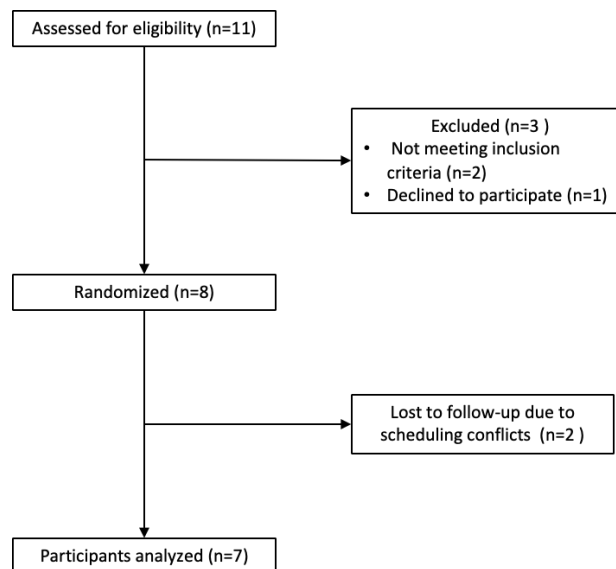 Assessed for eligibility (n=11)
Excluded (n=3 )
• Not meeting inclusion
criteria (n=2)
• Declined to participate (n=1)
Randomized (n=8)
Lost to follow-up due to
scheduling conflicts (n=2 )
Participants analyzed (n=7)